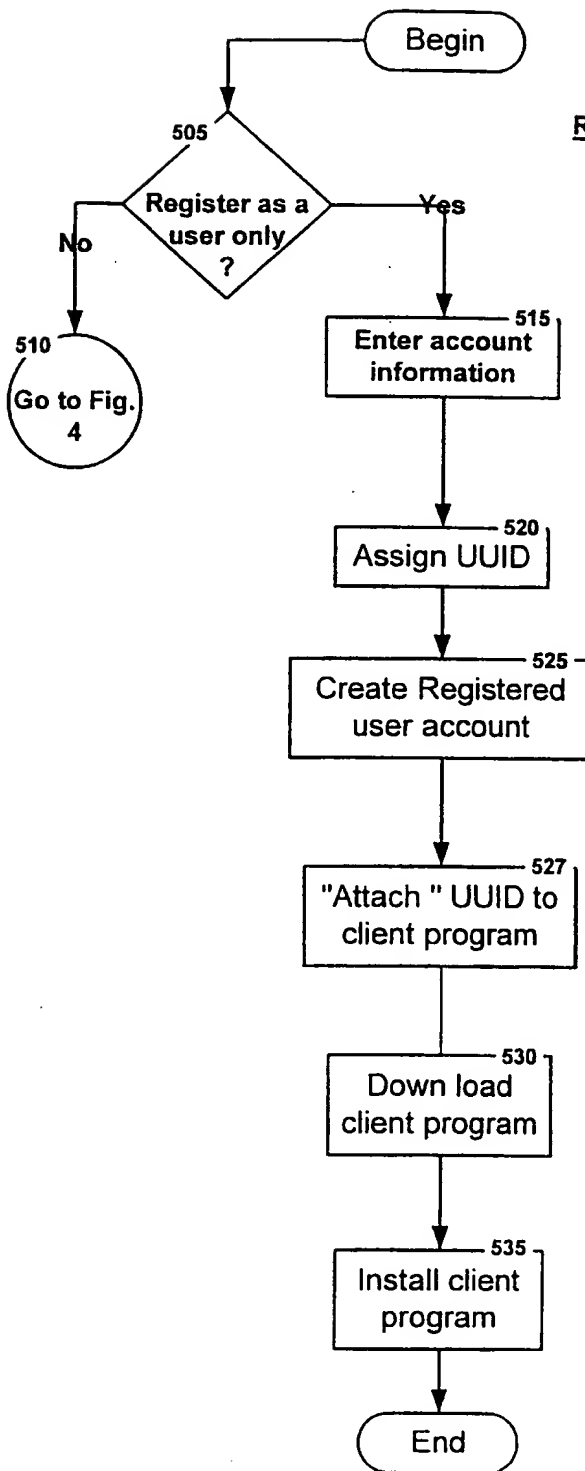 Begin
R
505
Register as a
user only
?
No
Yes
510
Go to Fig.
4
515
Enter account
information
520
Assign UUID
525
Create Registered
user account
527
"Attach " UUID to
client program
530
Down load
client program
535
Install client
program
End